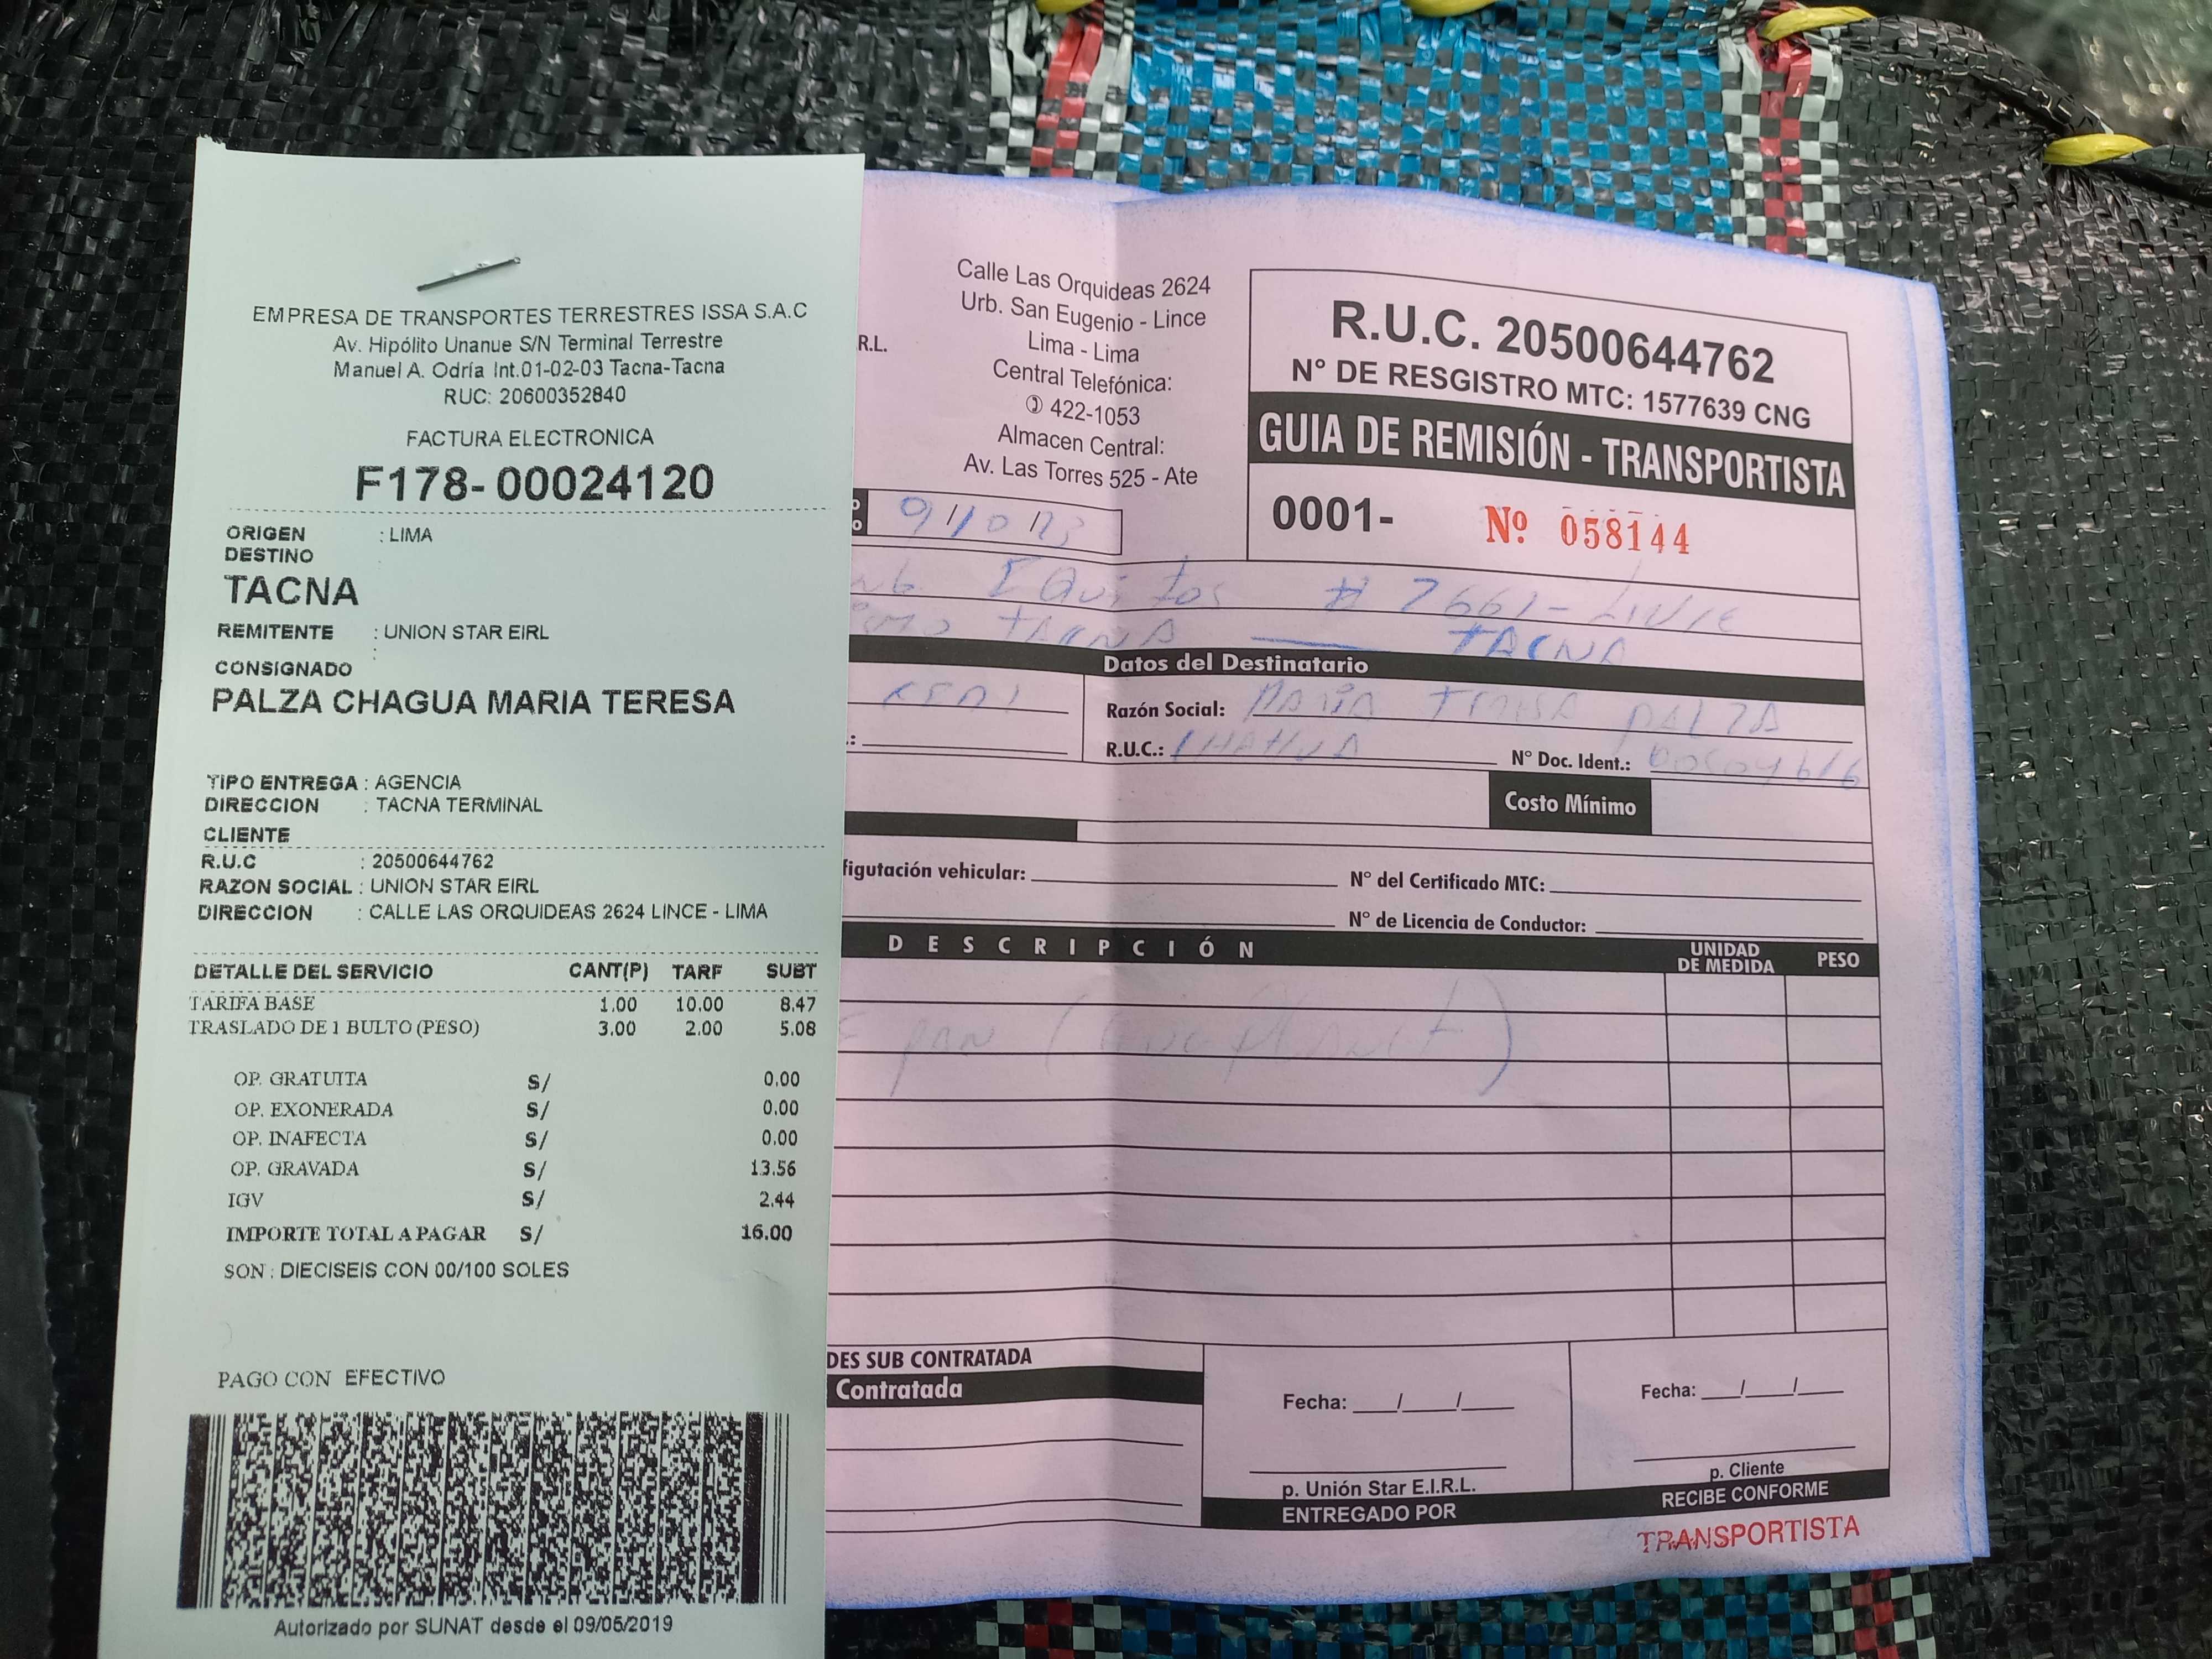 EMPRESA DE TRANSPORTES TERRESTRES ISSA S.A.C
Av. Hipólito Unanue S/N Terminal Terrestre
Manuel A. Odría Int.01-02-03 Tacna-Tacna
RUC: 20600352840
FACTURA ELECTRONICA
F178-00024120
ORIGEN : LIMA
DESTINO
TACNA
REMITENTE : UNION STAR EIRL
:
CONSIGNADO
PALZA CHAGUA MARIA TERESA
TIPO ENTREGA : AGENCIA
DIRECCION : TACNA TERMINAL
CLIENTE
R.U.C : 20500644762
RAZON SOCIAL : UNION STAR EIRL
DIRECCION : CALLE LAS ORQUIDEAS 2624 LINCE - LIMA
DETALLE DEL SERVICIO CANT(P) TARF SUBT
TARIFA BASE 1.00 10.00 8.47
TRASLADO DE 1 BULTO (PESO) 3.00 2.00 5.08
OP. GRATUITA S/ 0.00
OP. EXONERADA S/ 0.00
OP. INAFECTA S/ 0.00
OP. GRAVADA S/ 13.56
IGV S/ 2.44
IMPORTE TOTAL A PAGAR S/ 16.00
SON : DIECISEIS CON 00/100 SOLES
PAGO CON EFECTIVO
Autorizado por SUNAT desde el 09/05/2019
R.L.
Calle Las Orquideas 2624
Urb. San Eugenio - Lince
Lima - Lima
Central Telefónica:
422-1053
Almacen Central:
Av. Las Torres 525 - Ate
R.U.C. 20500644762
N° DE RESGISTRO MTC: 1577639 CNG
GUIA DE REMISIÓN - TRANSPORTISTA
0001- Nº 058144
TACNA TACNA
Datos del Destinatario
Razón Social: MARIA TERESA PALZA
R.U.C.: CHAGUA N° Doc. Ident.:
Costo Mínimo
figutación vehicular: N° del Certificado MTC:
N° de Licencia de Conductor:
DESCRIPCIÓN UNIDAD DE MEDIDA PESO
DES SUB CONTRATADA
Contratada
Fecha: / /
p. Unión Star E.I.R.L.
ENTREGADO POR
Fecha: / /
p. Cliente
RECIBE CONFORME
TRANSPORTISTA